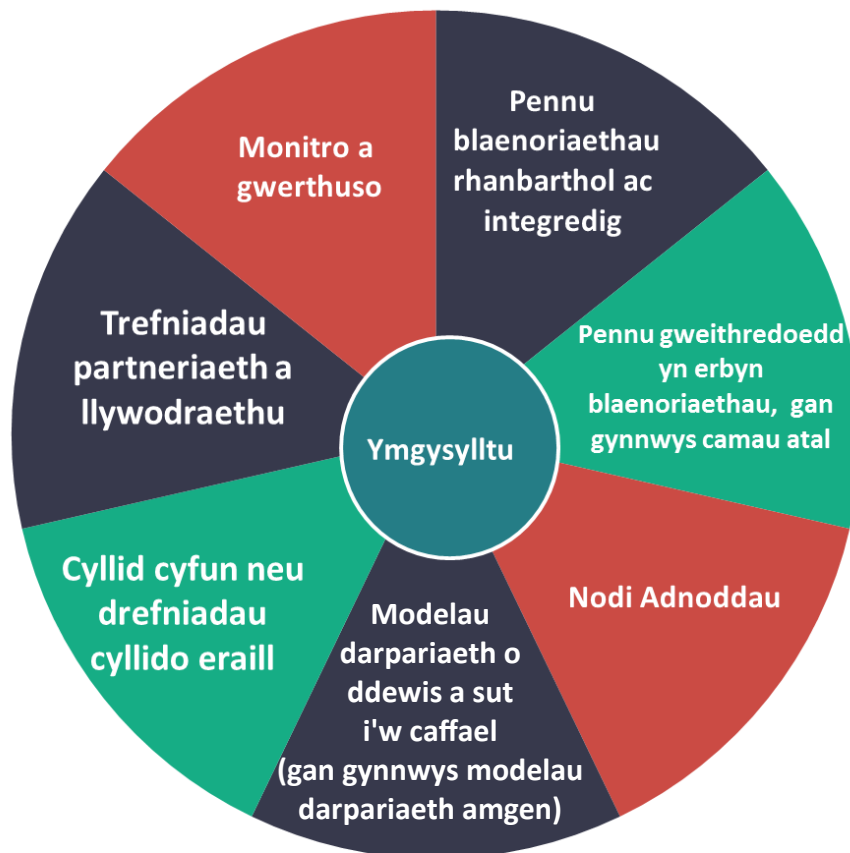 Pennu
blaenoriaethau
rhanbarthol ac
integredig
Pennu gweithredoedd
yn erbyn
blaenoriaethau, gan
gynnwys camau atal
Nodi Adnoddau
Modelau
darpariaeth o
ddewis a sut
i'w caffael
(gan gynnwys modelau
darpariaeth amgen)
Cyllid cyfun neu
drefniadau
cyllido eraill
Trefniadau
partneriaeth a
llywodraethu
Monitro a
gwerthuso
Ymgysylltu